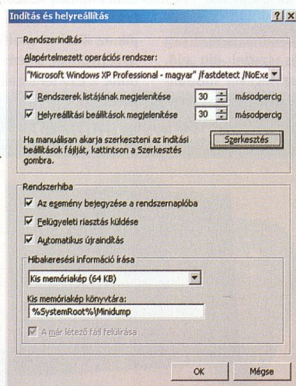 Indítás és helyreállítás
Rendszerindítás
Alapértelmezett operációs rendszer:
"Microsoft Windows XP Professional - magyar" /fastdetect /NoExe
Rendszerek listájának megjelenítése 30 másodpercig
Helyreállítási beállítások megjelenítése 30 másodpercig
Ha manuálisan akarja szerkeszteni az indítási
beállítások fájlját, kattintson a Szerkesztés
gombra.
Szerkesztés
Rendszerhiba
Az esemény bejegyzése a rendszernaplóba
Felügyeleti riasztás küldése
Automatikus újraindítás
Hibakeresési információ írása
Kis memóriakép (64 KB)
Kis memóriakép könyvtára:
%SystemRoot%\Minidump
A már létező fájl felülírása
OK Mégse